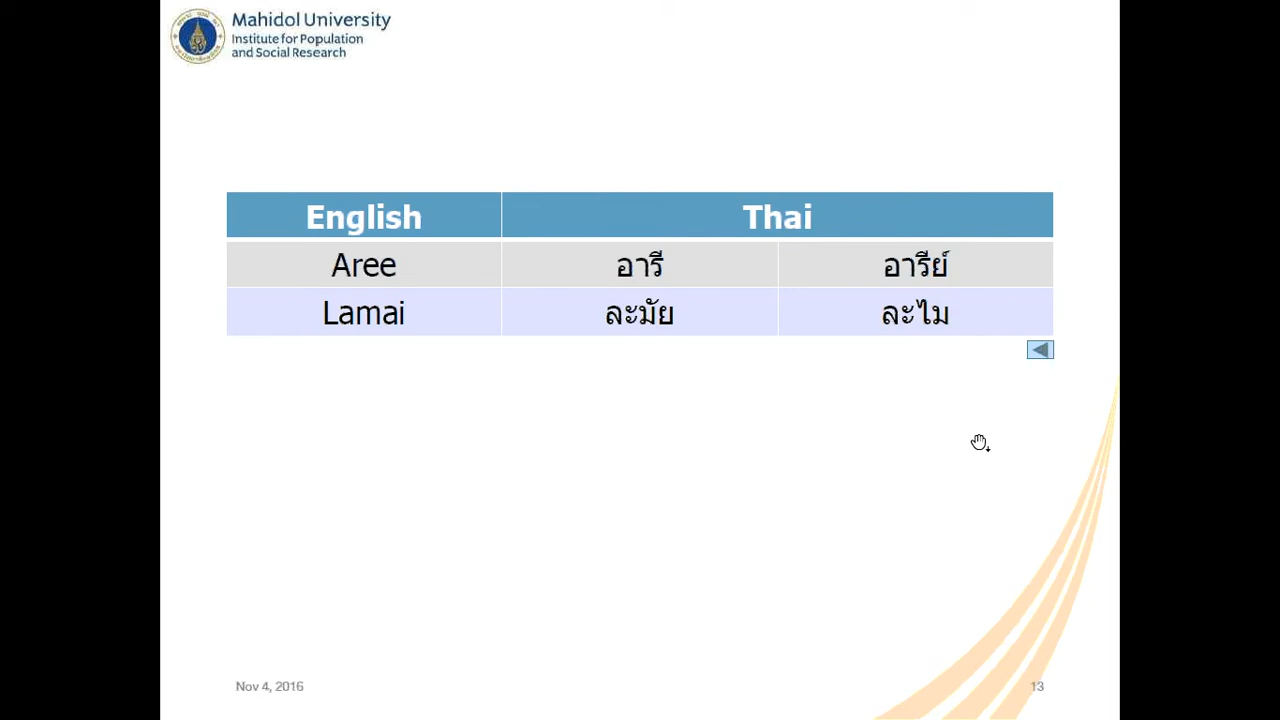 Mahidol University
Institute for Population
and Social Research
English Thai
Aree อารี อารีย์
Lamai ละมัย ละไม
Nov 4, 2016 13